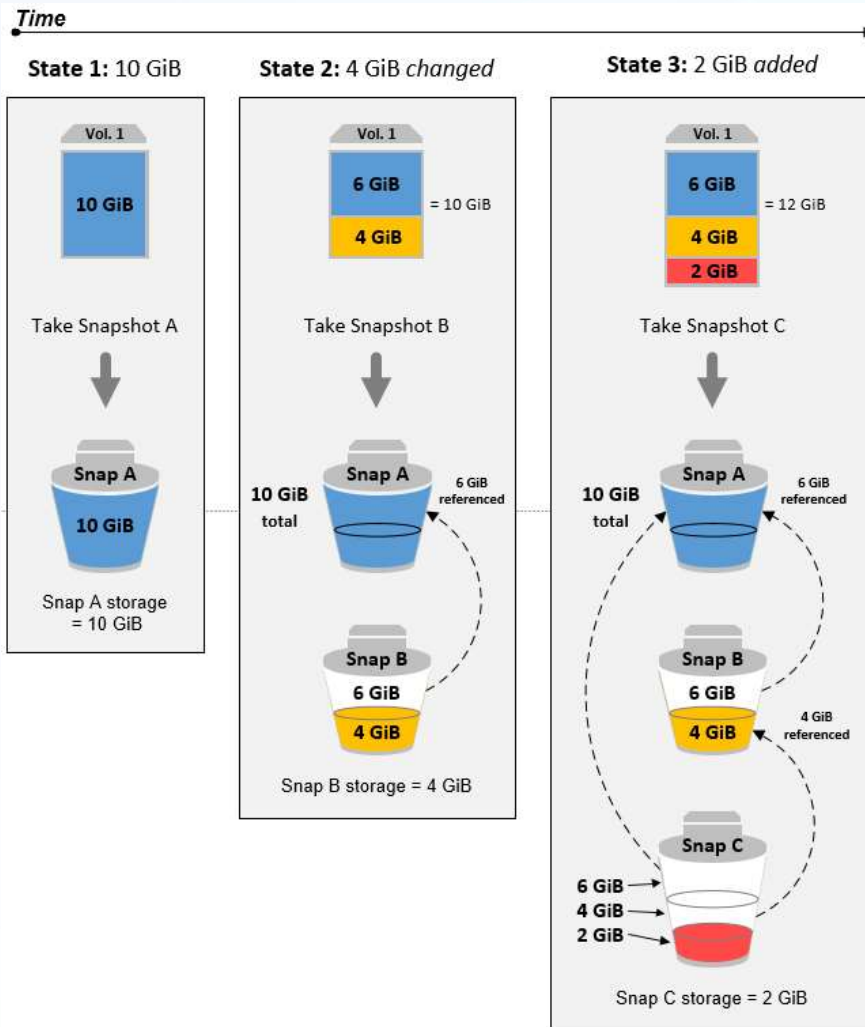 Time
State 1: 10 GiB
Vol. 1
10 GiB
Take Snapshot A
Snap A
10 GiB
Snap A storage
= 10 GiB
State 2: 4 GiB changed
Vol. 1
6 GiB
4 GiB
= 10 GiB
Take Snapshot B
Snap A
10 GiB
total
6 GiB
referenced
Snap B
6 GiB
4 GiB
Snap B storage = 4 GiB
State 3: 2 GiB added
Vol. 1
6 GiB
4 GiB
2 GiB
= 12 GiB
Take Snapshot C
Snap A
10 GiB
total
6 GiB
referenced
Snap B
6 GiB
4 GiB
4 GiB
referenced
Snap C
6 GiB
4 GiB
2 GiB
Snap C storage = 2 GiB